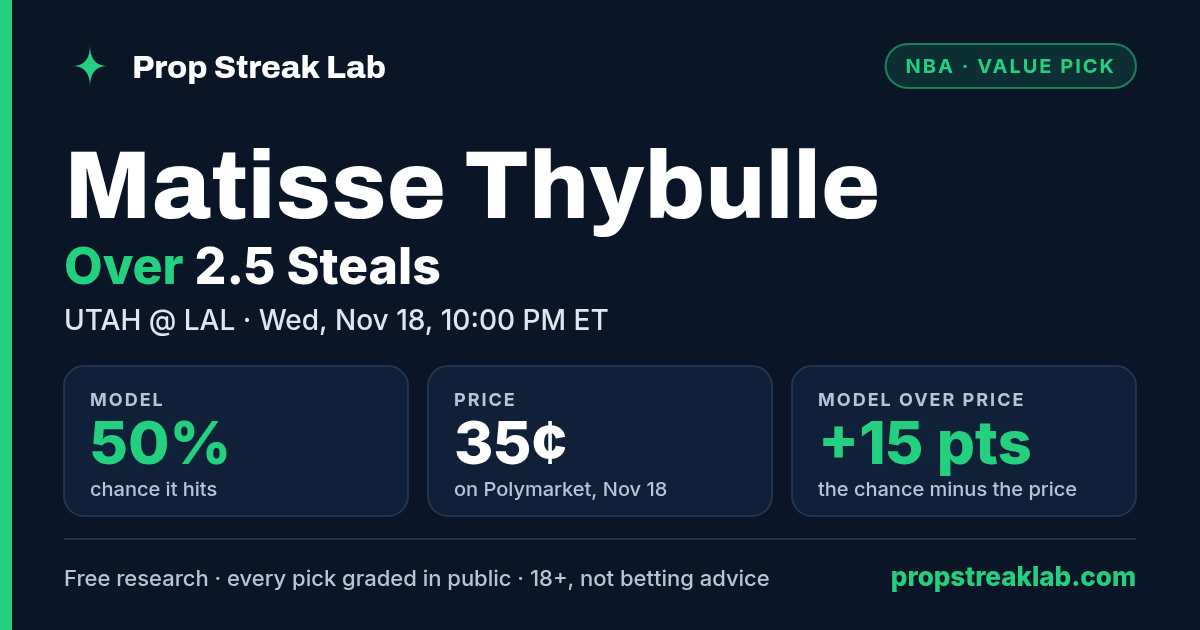 Prop Streak Lab
NBA · VALUE PICK
Matisse Thybulle
Over 2.5 Steals
UTAH @ LAL · Wed, Nov 18, 10:00 PM ET
MODEL
50%
chance it hits
PRICE
35¢
on Polymarket, Nov 18
MODEL OVER PRICE
+15 pts
the chance minus the price
Free research · every pick graded in public · 18+, not betting advice
propstreaklab.com